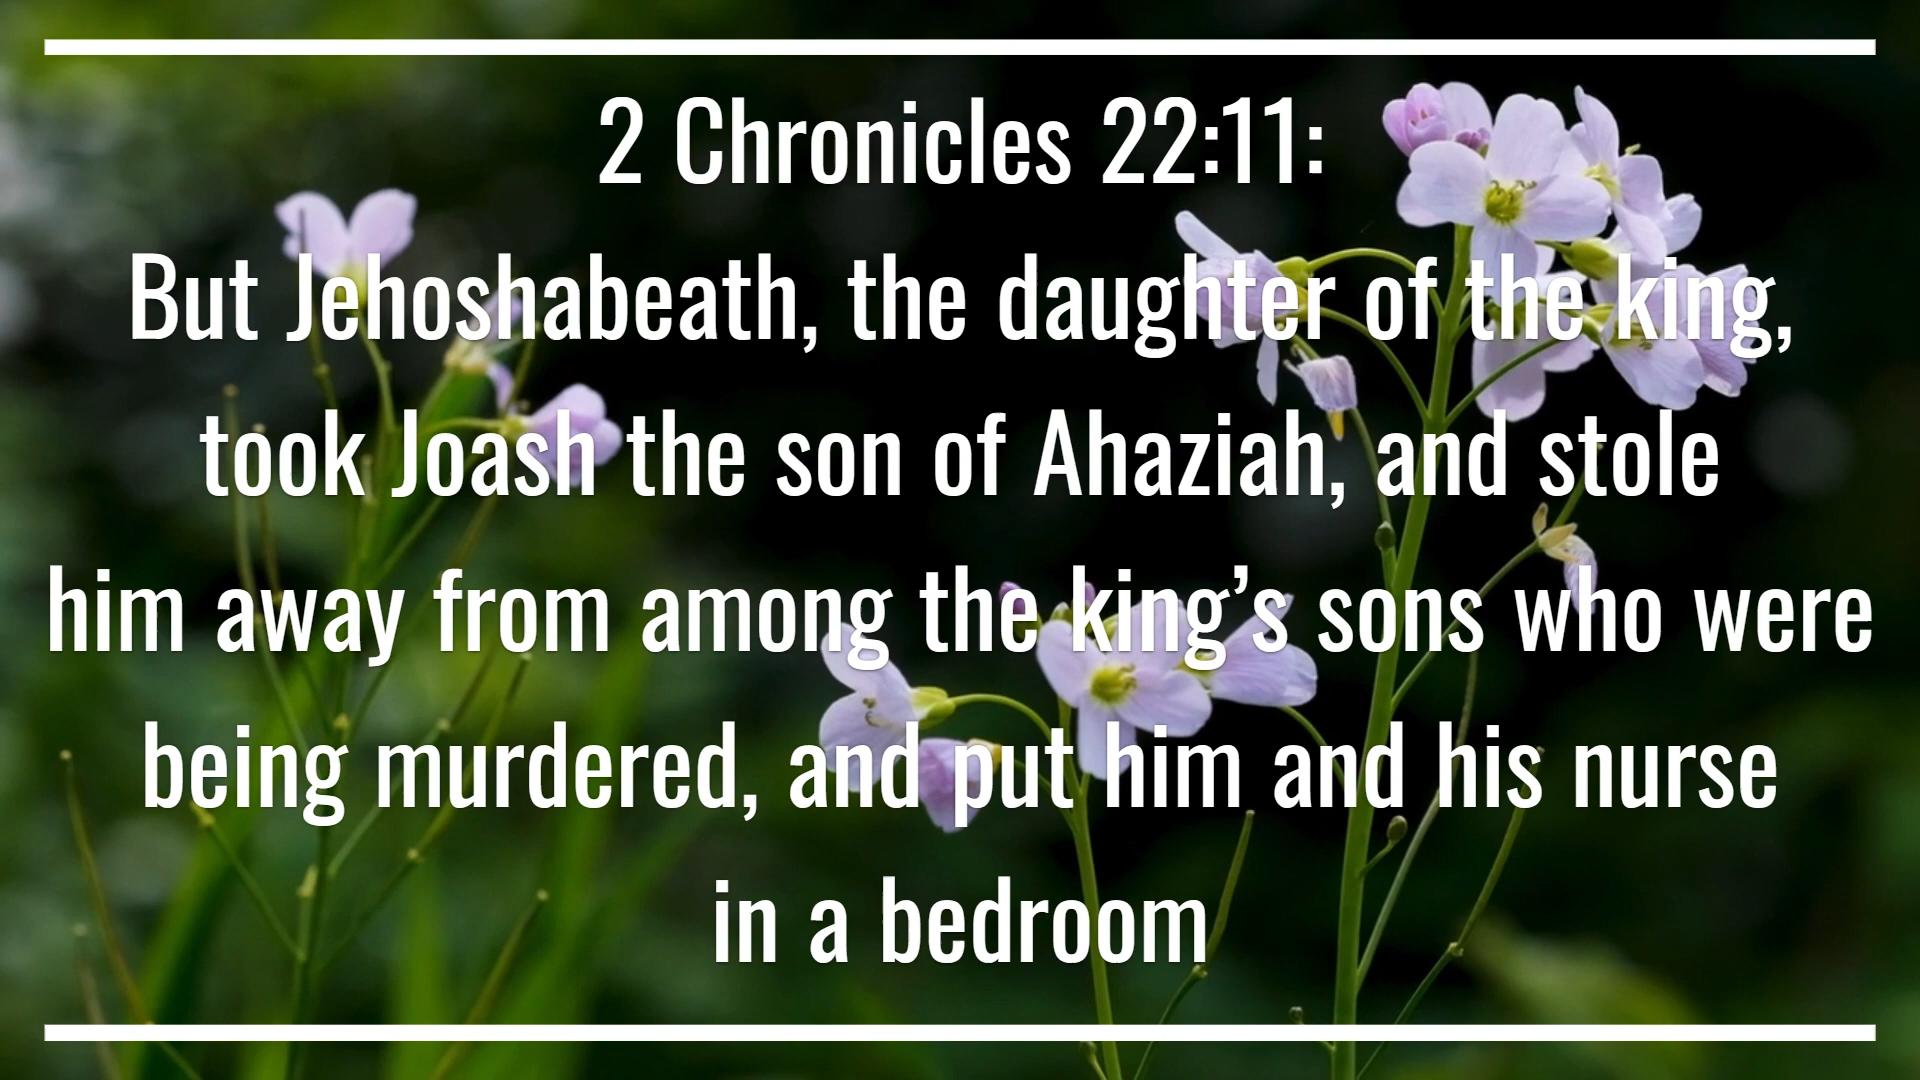 2 Chronicles 22:11:
But Jehoshabeath, the daughter of the king,
took Joash the son of Ahaziah, and stole
him away from among the king’s sons who were
being murdered, and put him and his nurse
in a bedroom